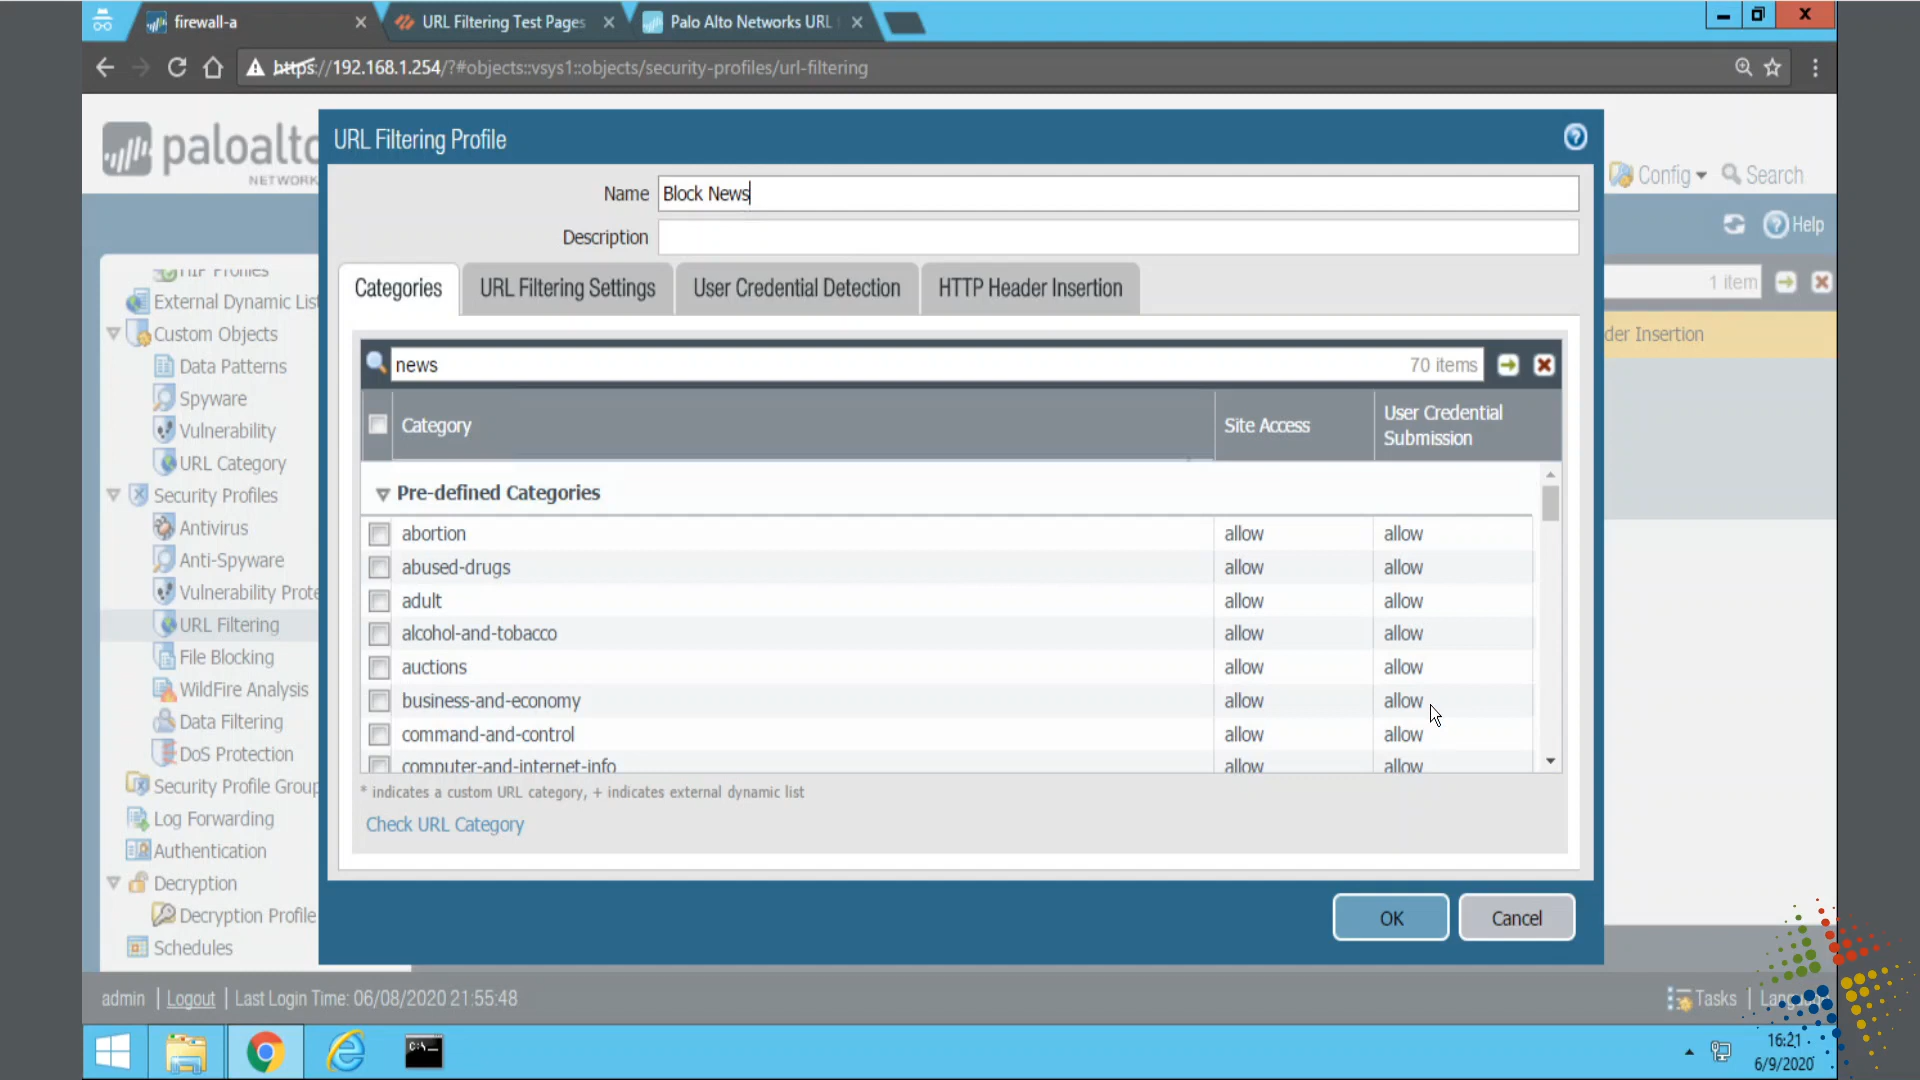 firewall-a
URL Filtering Test Pages
Palo Alto Networks URL
https://192.168.1.254/?#objects::vsys1::objects/security-profiles/url-filtering
paloalto
NETWORK
URL Filtering Profile
Config
Search
Help
Name
Block News
Description
Categories
URL Filtering Settings
User Credential Detection
HTTP Header Insertion
HIP Profiles
External Dynamic List
Custom Objects
Data Patterns
Spyware
Vulnerability
URL Category
Security Profiles
Antivirus
Anti-Spyware
Vulnerability Prote
URL Filtering
File Blocking
WildFire Analysis
Data Filtering
DoS Protection
Security Profile Group
Log Forwarding
Authentication
Decryption
Decryption Profile
Schedules
1 item
der Insertion
news
70 items
Category
Site Access
User Credential
Submission
Pre-defined Categories
abortion allow allow
abused-drugs allow allow
adult allow allow
alcohol-and-tobacco allow allow
auctions allow allow
business-and-economy allow allow
command-and-control allow allow
computer-and-internet-info allow allow
* indicates a custom URL category, + indicates external dynamic list
Check URL Category
OK
Cancel
admin | Logout | Last Login Time: 06/08/2020 21:55:48
Tasks |
C:\
16:21
6/9/2020